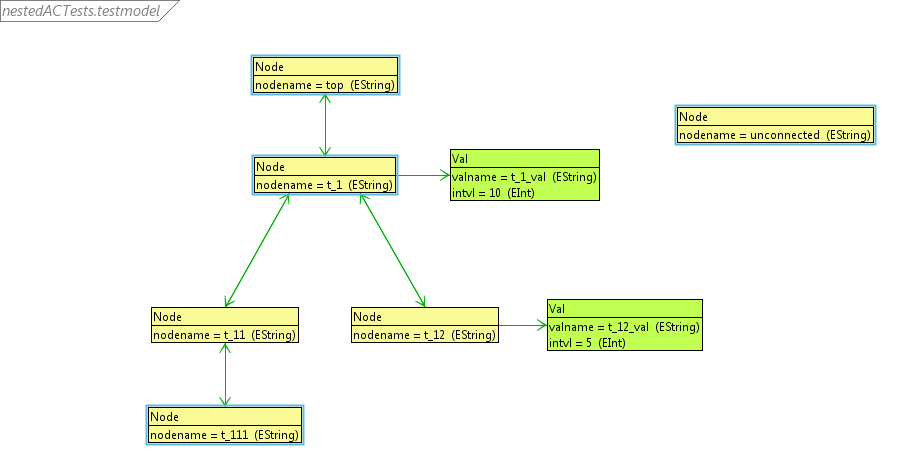 nestedACTests.testmodel
Node
nodename = top (EString)
Node
nodename = unconnected (EString)
Node
nodename = t_1 (EString)
Val
valname = t_1_val (EString)
intvl = 10 (EInt)
Node
nodename = t_11 (EString)
Node
nodename = t_12 (EString)
Val
valname = t_12_val (EString)
intvl = 5 (EInt)
Node
nodename = t_111 (EString)